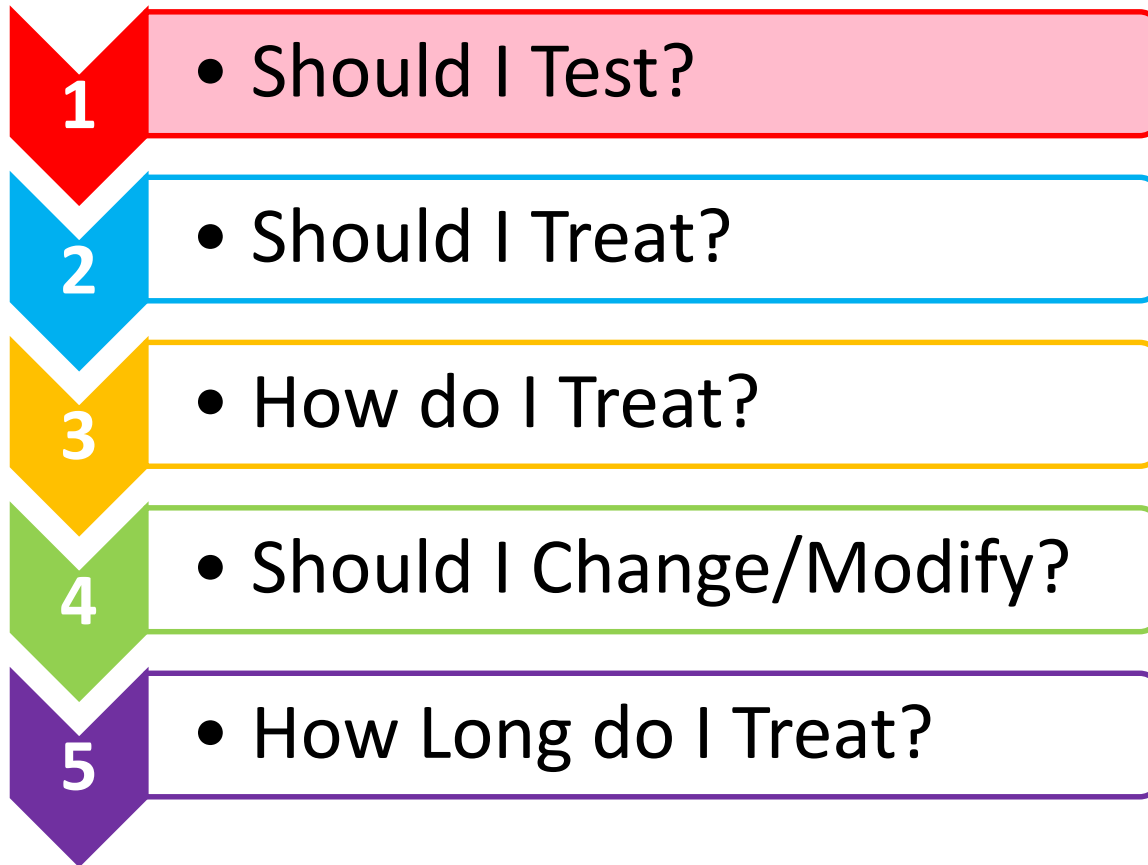 1 • Should I Test?
2 • Should I Treat?
3 • How do I Treat?
4 • Should I Change/Modify?
5 • How Long do I Treat?